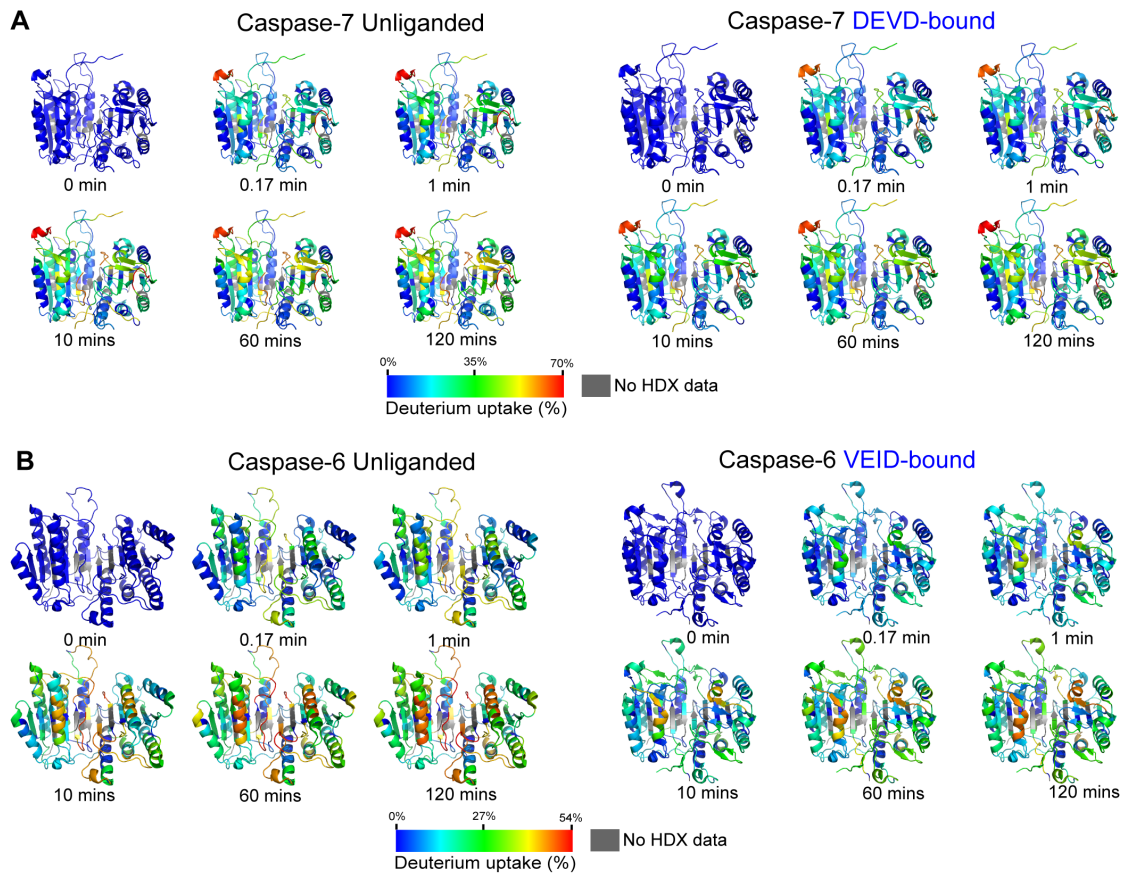 A
Caspase-7 Unliganded
Caspase-7 DEVD-bound
0 min
0.17 min
1 min
0 min
0.17 min
1 min
10 mins
60 mins
120 mins
10 mins
60 mins
120 mins
0%
35%
70%
No HDX data
Deuterium uptake (%)
B
Caspase-6 Unliganded
Caspase-6 VEID-bound
0 min
0.17 min
1 min
0 min
0.17 min
1 min
10 mins
60 mins
120 mins
10 mins
60 mins
120 mins
0%
27%
54%
No HDX data
Deuterium uptake (%)